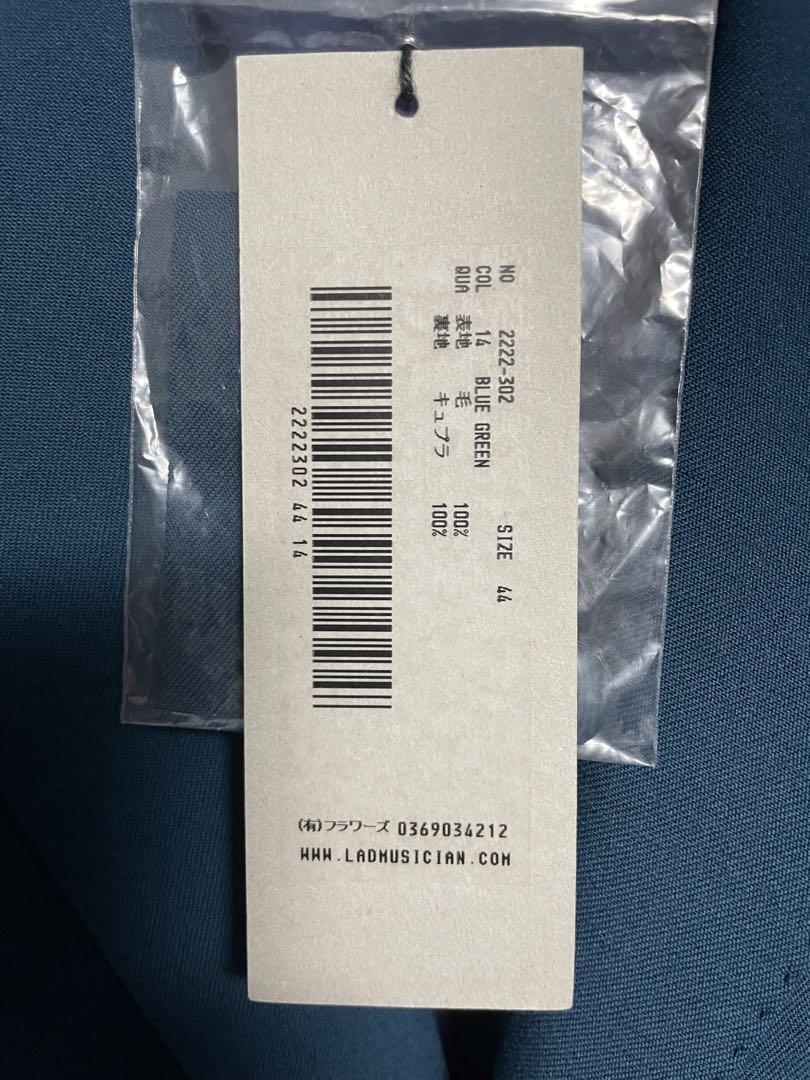 NO 2222-302 SIZE 44
COL 14 BLUE GREEN
QUA 表地 毛 100%
裏地 キュプラ 100%
2222302 44 14
(有)フラワーズ 0369034212
WWW.LADMUSICIAN.COM